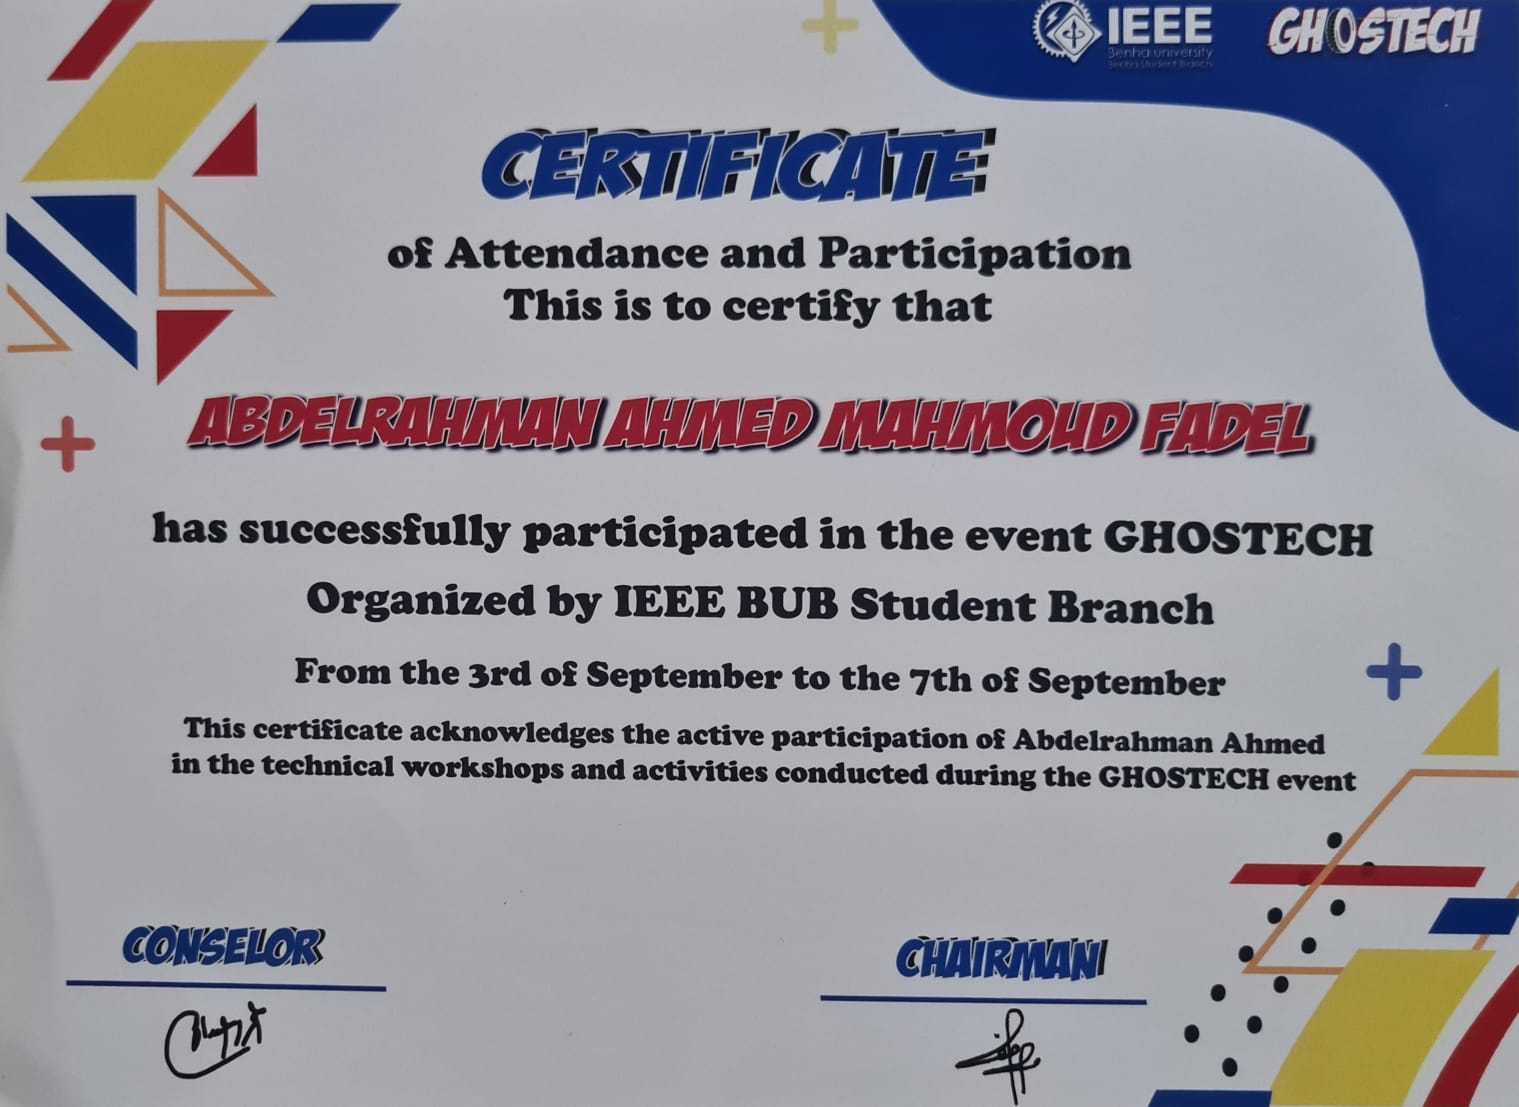 IEEE
Benha university
Benha Student Branch
GHOSTECH
CERTIFICATE
of Attendance and Participation
This is to certify that
ABDELRAHMAN AHMED MAHMOUD FADEL
has successfully participated in the event GHOSTECH
Organized by IEEE BUB Student Branch
From the 3rd of September to the 7th of September
This certificate acknowledges the active participation of Abdelrahman Ahmed
in the technical workshops and activities conducted during the GHOSTECH event
CONSELOR
CHAIRMAN